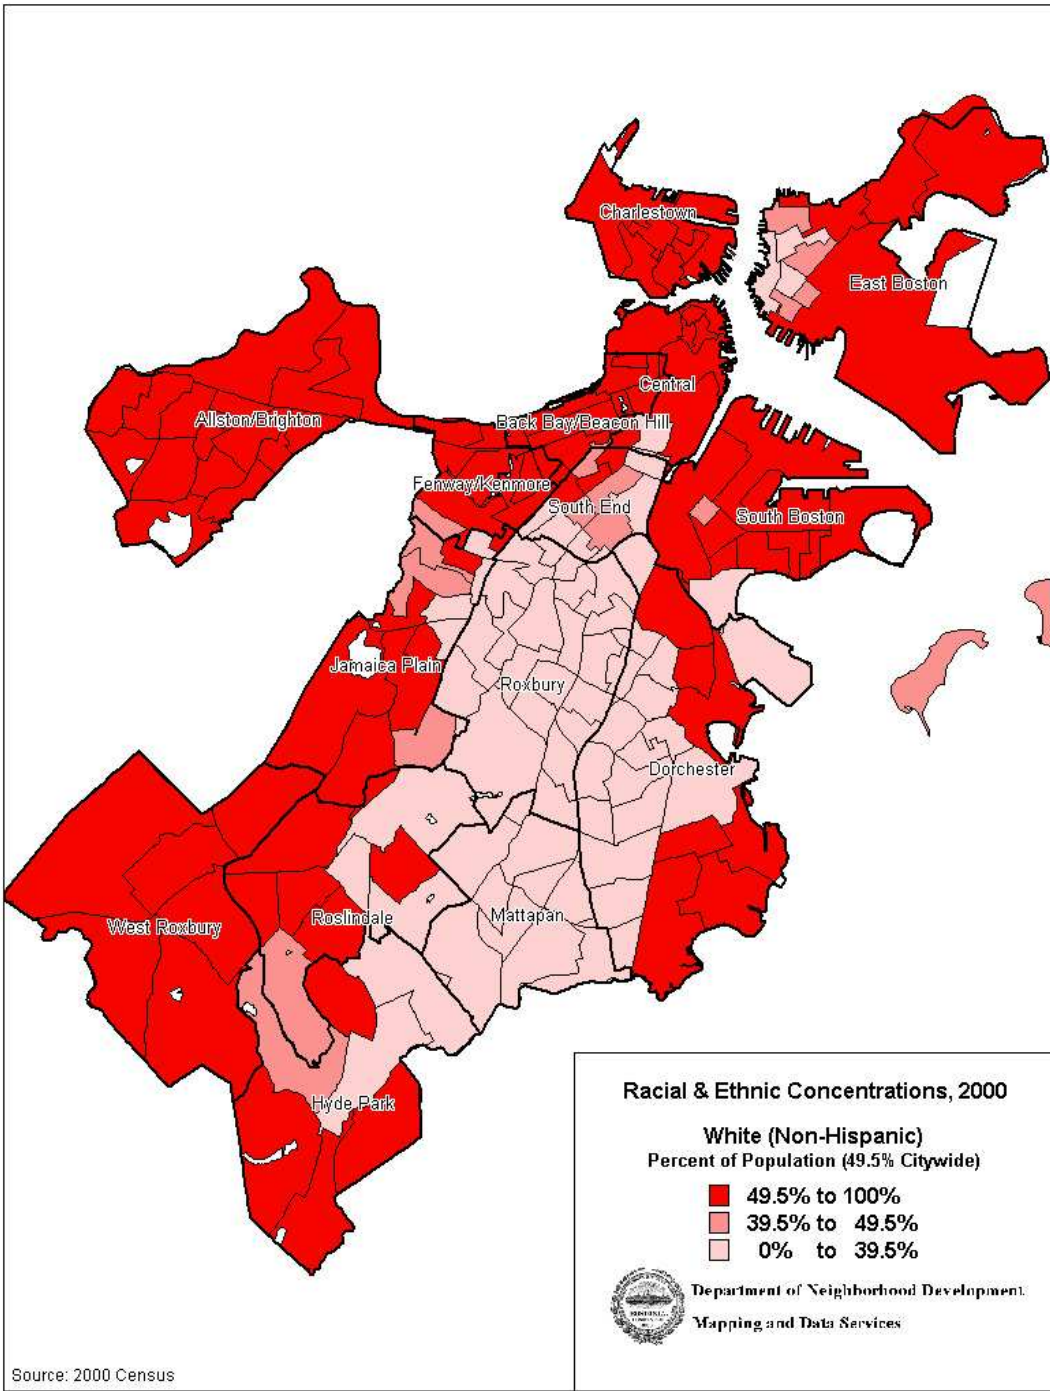 Charlestown
East Boston
Central
Allston/Brighton
Back Bay/Beacon Hill
Fenway/Kenmore
South End
South Boston
Jamaica Plain
Roxbury
Dorchester
West Roxbury
Roslindale
Mattapan
Hyde Park
Racial & Ethnic Concentrations, 2000
White (Non-Hispanic)
Percent of Population (49.5% Citywide)
49.5% to 100%
39.5% to 49.5%
0% to 39.5%
Department of Neighborhood Development
Mapping and Data Services
Source: 2000 Census